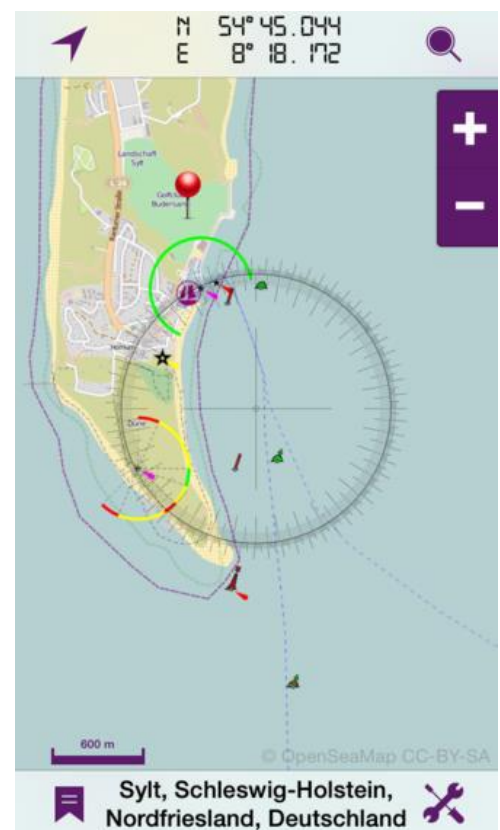 N 54° 45.044
E 8° 18.172
Landschaft
Sylt
Golfclub
Budersand
Hörnum
Düne
600 m
© OpenSeaMap CC-BY-SA
Sylt, Schleswig-Holstein,
Nordfriesland, Deutschland